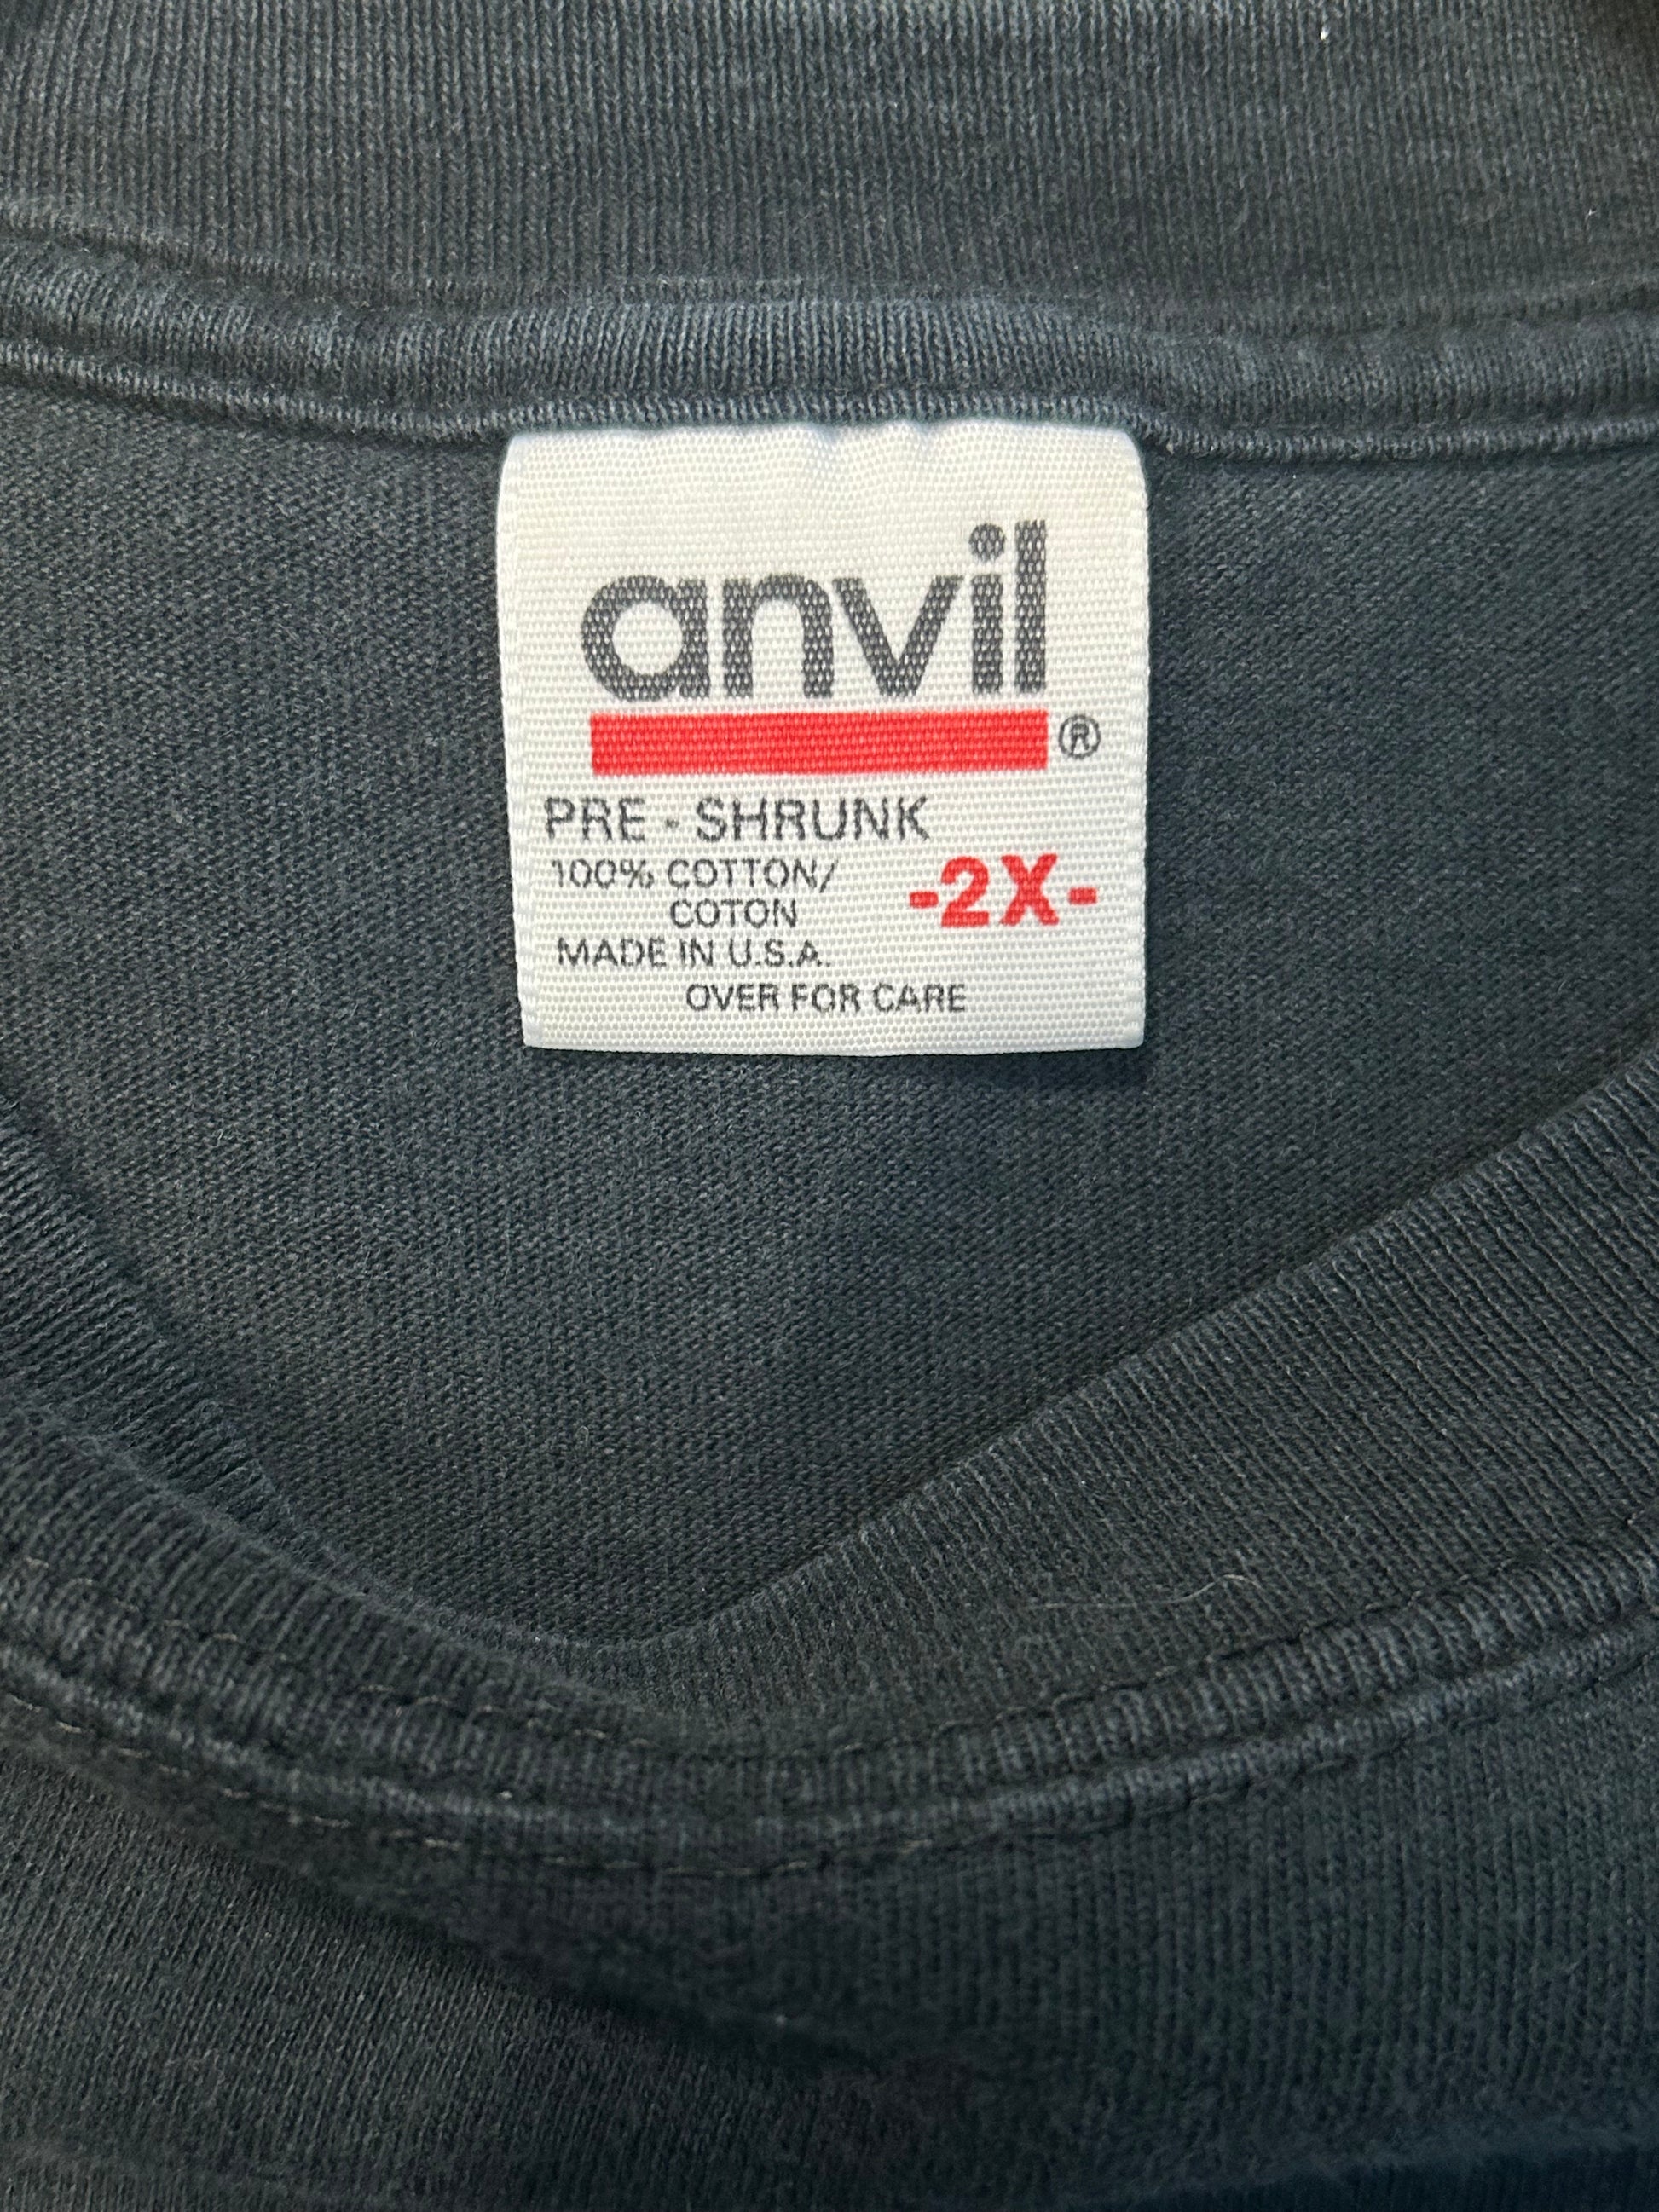 anvil
®
PRE - SHRUNK
100% COTTON/
COTON
-2X-
MADE IN U.S.A.
OVER FOR CARE